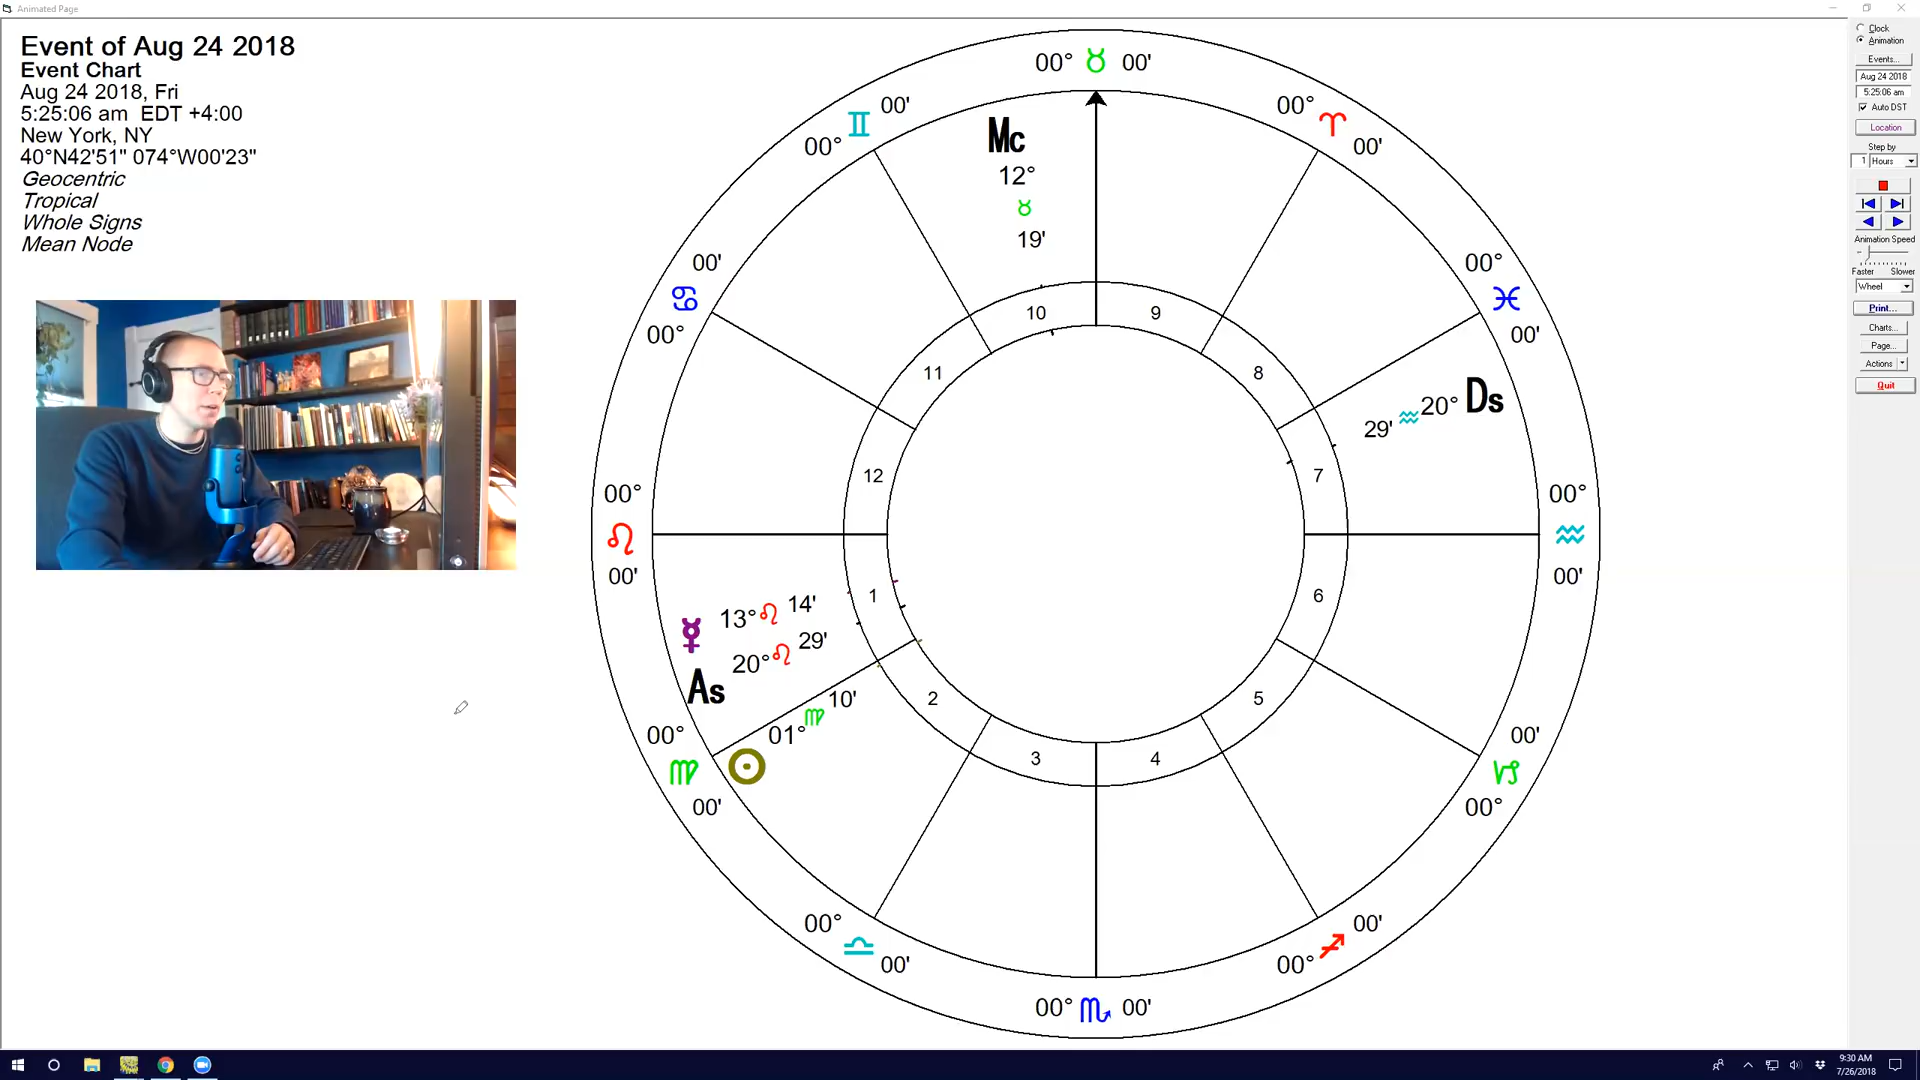 Animated Page
Event of Aug 24 2018
Event Chart
Aug 24 2018, Fri
5:25:06 am EDT +4:00
New York, NY
40°N42'51" 074°W00'23"
Geocentric
Tropical
Whole Signs
Mean Node
00° ♉ 00'
00° ♊ 00'
00° ♈ 00'
Mc
12°
♉
19'
00° ♋ 00'
00° ♓ 00'
29' ♒ 20° Ds
10
9
11
8
12
7
00° ♌ 00'
00° ♒ 00'
☿ 13° ♌ 14'
As 20° ♌ 29'
☉ 01° ♍ 10'
1
6
2
5
3
4
00° ♍ 00'
00° ♑ 00'
00° ♎ 00'
00° ♐ 00'
00° ♏ 00'
Clock
Animation
Events...
Aug 24 2018
5:25:06 am
Auto DST
Location
Step by
1 Hours
Animation Speed
Faster Slower
Wheel
Print...
Charts...
Page...
Actions
Quit
9:30 AM
7/26/2018